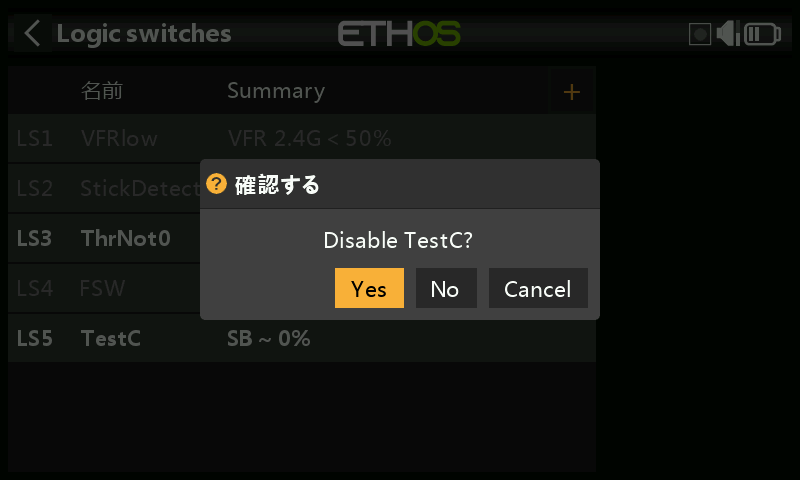 Logic switches
ETHOS
名前 Summary +
LS1 VFRlow VFR 2.4G < 50%
LS2 StickDetect
確認する
LS3 ThrNot0
Disable TestC?
LS4 FSW
Yes No Cancel
LS5 TestC SB ~ 0%